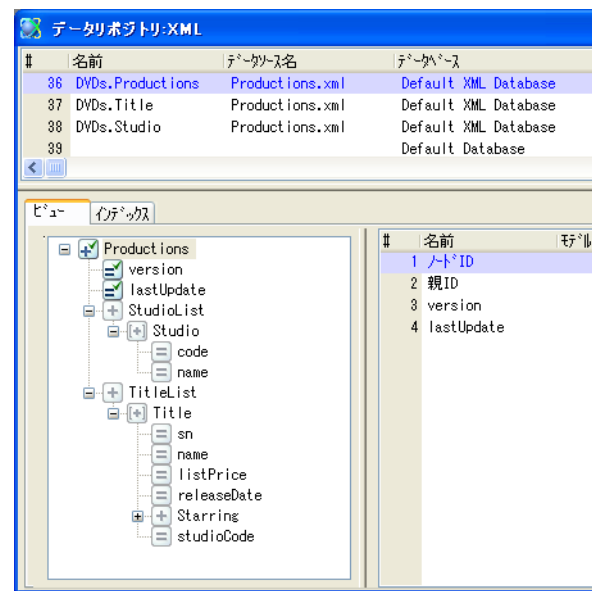 データリポジトリ:XML
# 名前 ﾃﾞｰﾀｿｰｽ名 ﾃﾞｰﾀﾍﾞｰｽ
36 DVDs.Productions Productions.xml Default XML Database
37 DVDs.Title Productions.xml Default XML Database
38 DVDs.Studio Productions.xml Default XML Database
39 Default Database
ﾋﾞｭｰ ｲﾝﾃﾞｯｸｽ
Productions
version
lastUpdate
StudioList
Studio
code
name
TitleList
Title
sn
name
listPrice
releaseDate
Starring
studioCode
# 名前 ﾓﾃﾞﾙ
1 ﾉｰﾄﾞID
2 親ID
3 version
4 lastUpdate